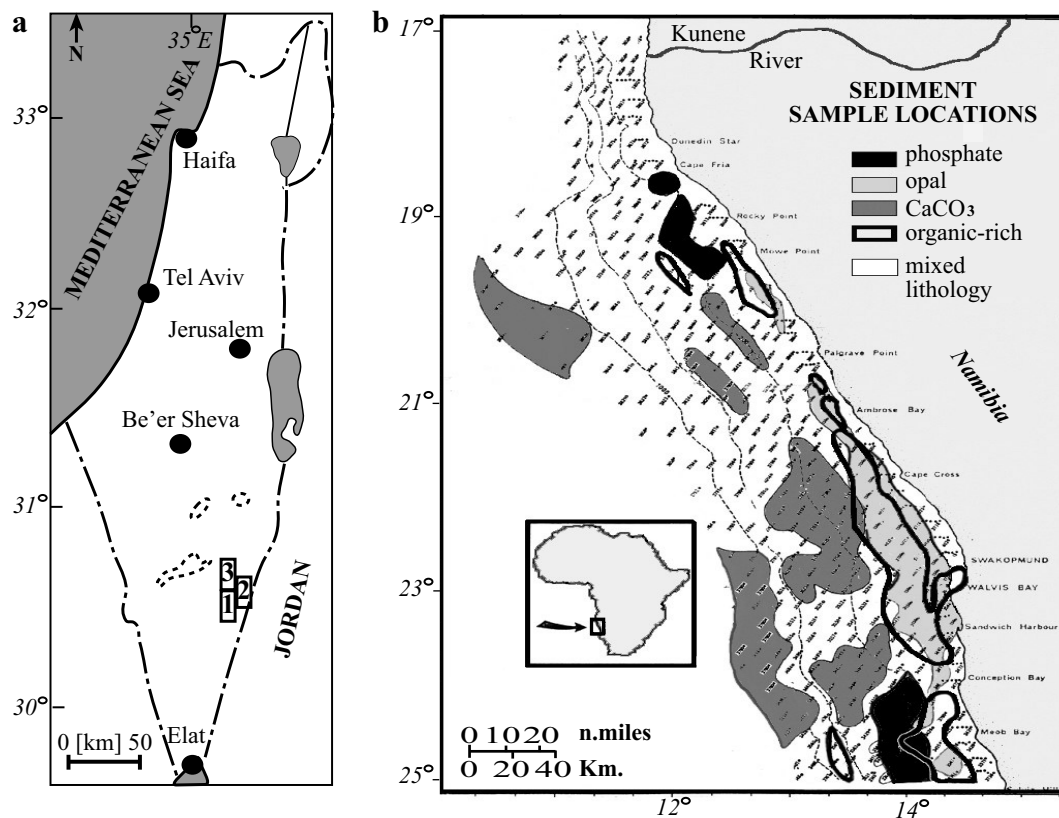 a
N
35°E
33°
32°
31°
30°
MEDITERRANEAN SEA
Haifa
Tel Aviv
Jerusalem
Be'er Sheva
3
2
1
JORDAN
Elat
0 [km] 50
b
17°
19°
21°
23°
25°
12°
14°
Kunene
River
SEDIMENT
SAMPLE LOCATIONS
phosphate
opal
CaCO₃
organic-rich
mixed
lithology
Dunedin Star
Cape Fria
Rocky Point
Mowe Point
Palgrave Point
Ambrose Bay
Cape Cross
SWAKOPMUND
WALVIS BAY
Sandwich Harbour
Conception Bay
Meob Bay
Namibia
0 10 20 n.miles
0 20 40 Km.